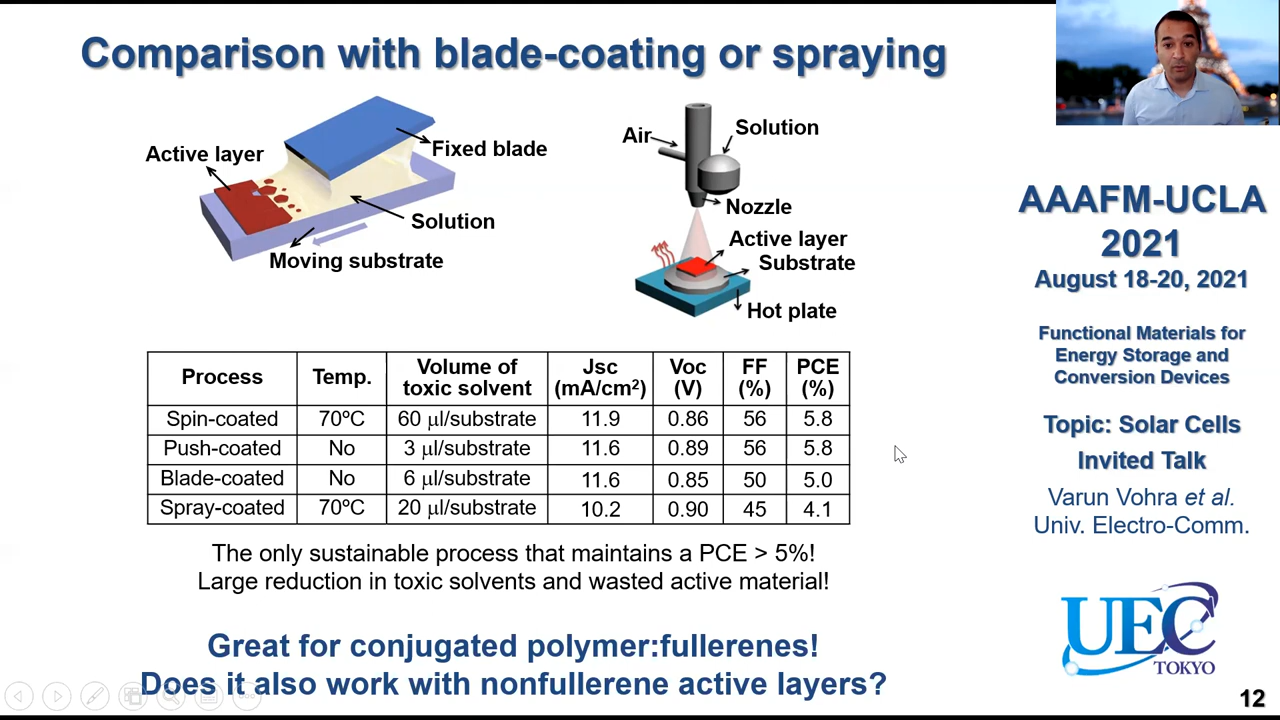 Comparison with blade-coating or spraying
Active layer
Fixed blade
Solution
Moving substrate
Air
Solution
Nozzle
Active layer
Substrate
Hot plate
Process Temp. Volume of toxic solvent Jsc (mA/cm²) Voc (V) FF (%) PCE (%)
Spin-coated 70ºC 60 µl/substrate 11.9 0.86 56 5.8
Push-coated No 3 µl/substrate 11.6 0.89 56 5.8
Blade-coated No 6 µl/substrate 11.6 0.85 50 5.0
Spray-coated 70ºC 20 µl/substrate 10.2 0.90 45 4.1
The only sustainable process that maintains a PCE > 5%!
Large reduction in toxic solvents and wasted active material!
Great for conjugated polymer:fullerenes!
Does it also work with nonfullerene active layers?
AAAFM-UCLA
2021
August 18-20, 2021
Functional Materials for
Energy Storage and
Conversion Devices
Topic: Solar Cells
Invited Talk
Varun Vohra et al.
Univ. Electro-Comm.
UEC
TOKYO
12